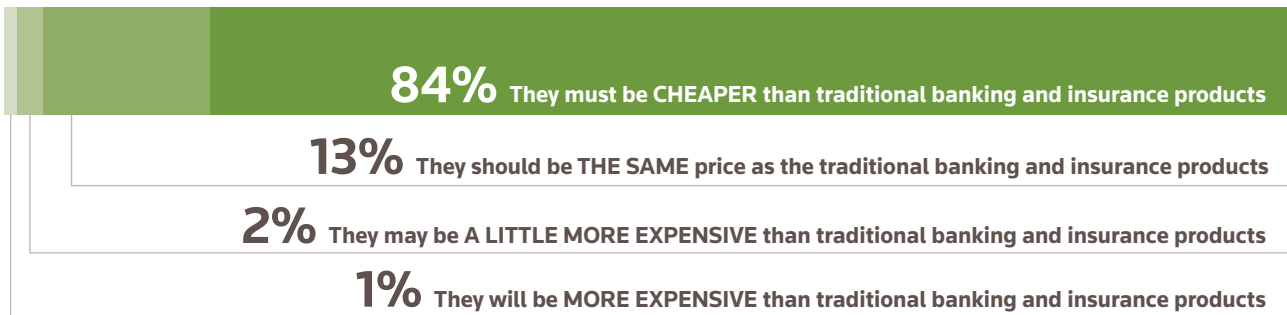 84% They must be CHEAPER than traditional banking and insurance products
13% They should be THE SAME price as the traditional banking and insurance products
2% They may be A LITTLE MORE EXPENSIVE than traditional banking and insurance products
1% They will be MORE EXPENSIVE than traditional banking and insurance products